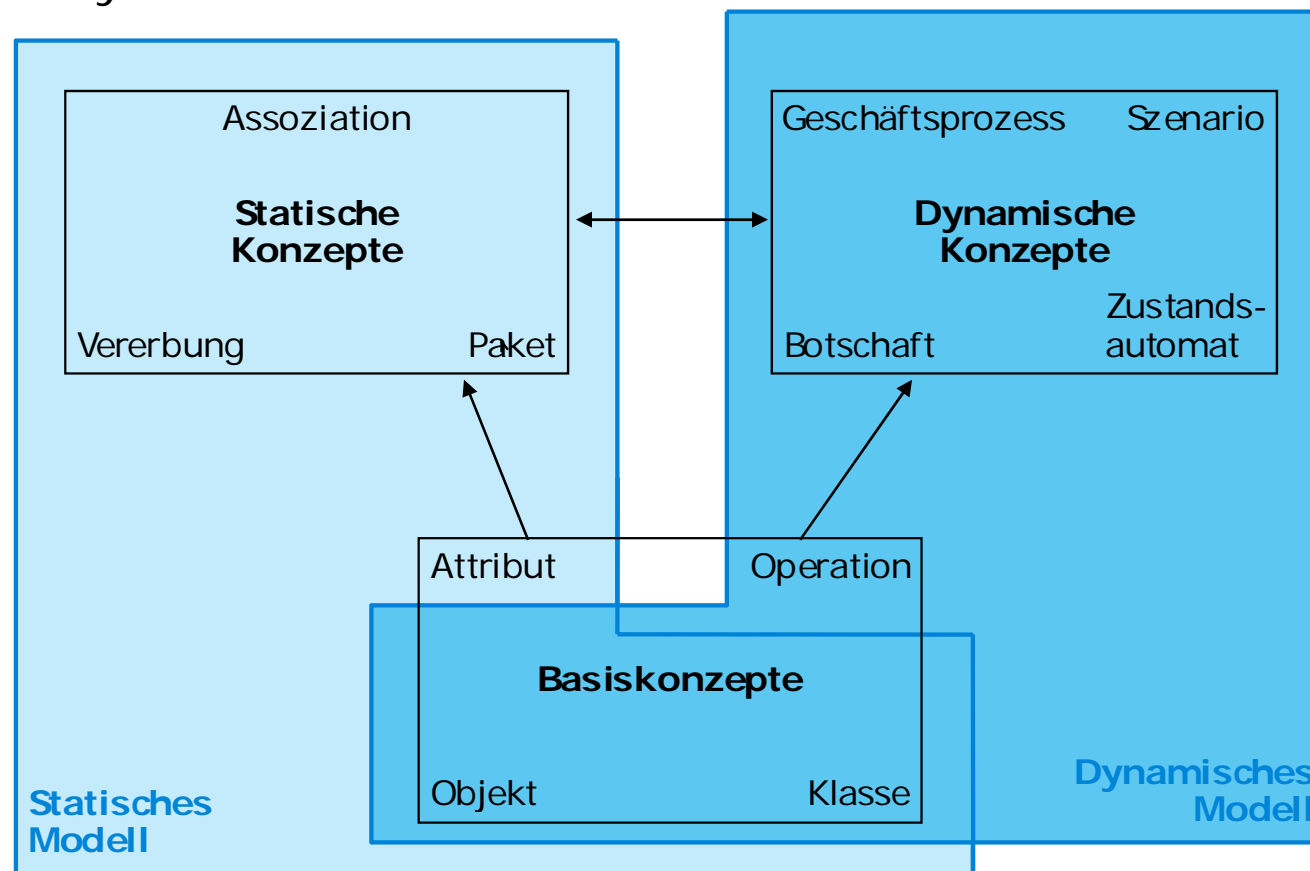 Assoziation
Statische
Konzepte
Vererbung Paket
Geschäftsprozess Szenario
Dynamische
Konzepte
Zustands-
Botschaft automat
Attribut Operation
Basiskonzepte
Objekt Klasse
Statisches
Modell
Dynamisches
Modell